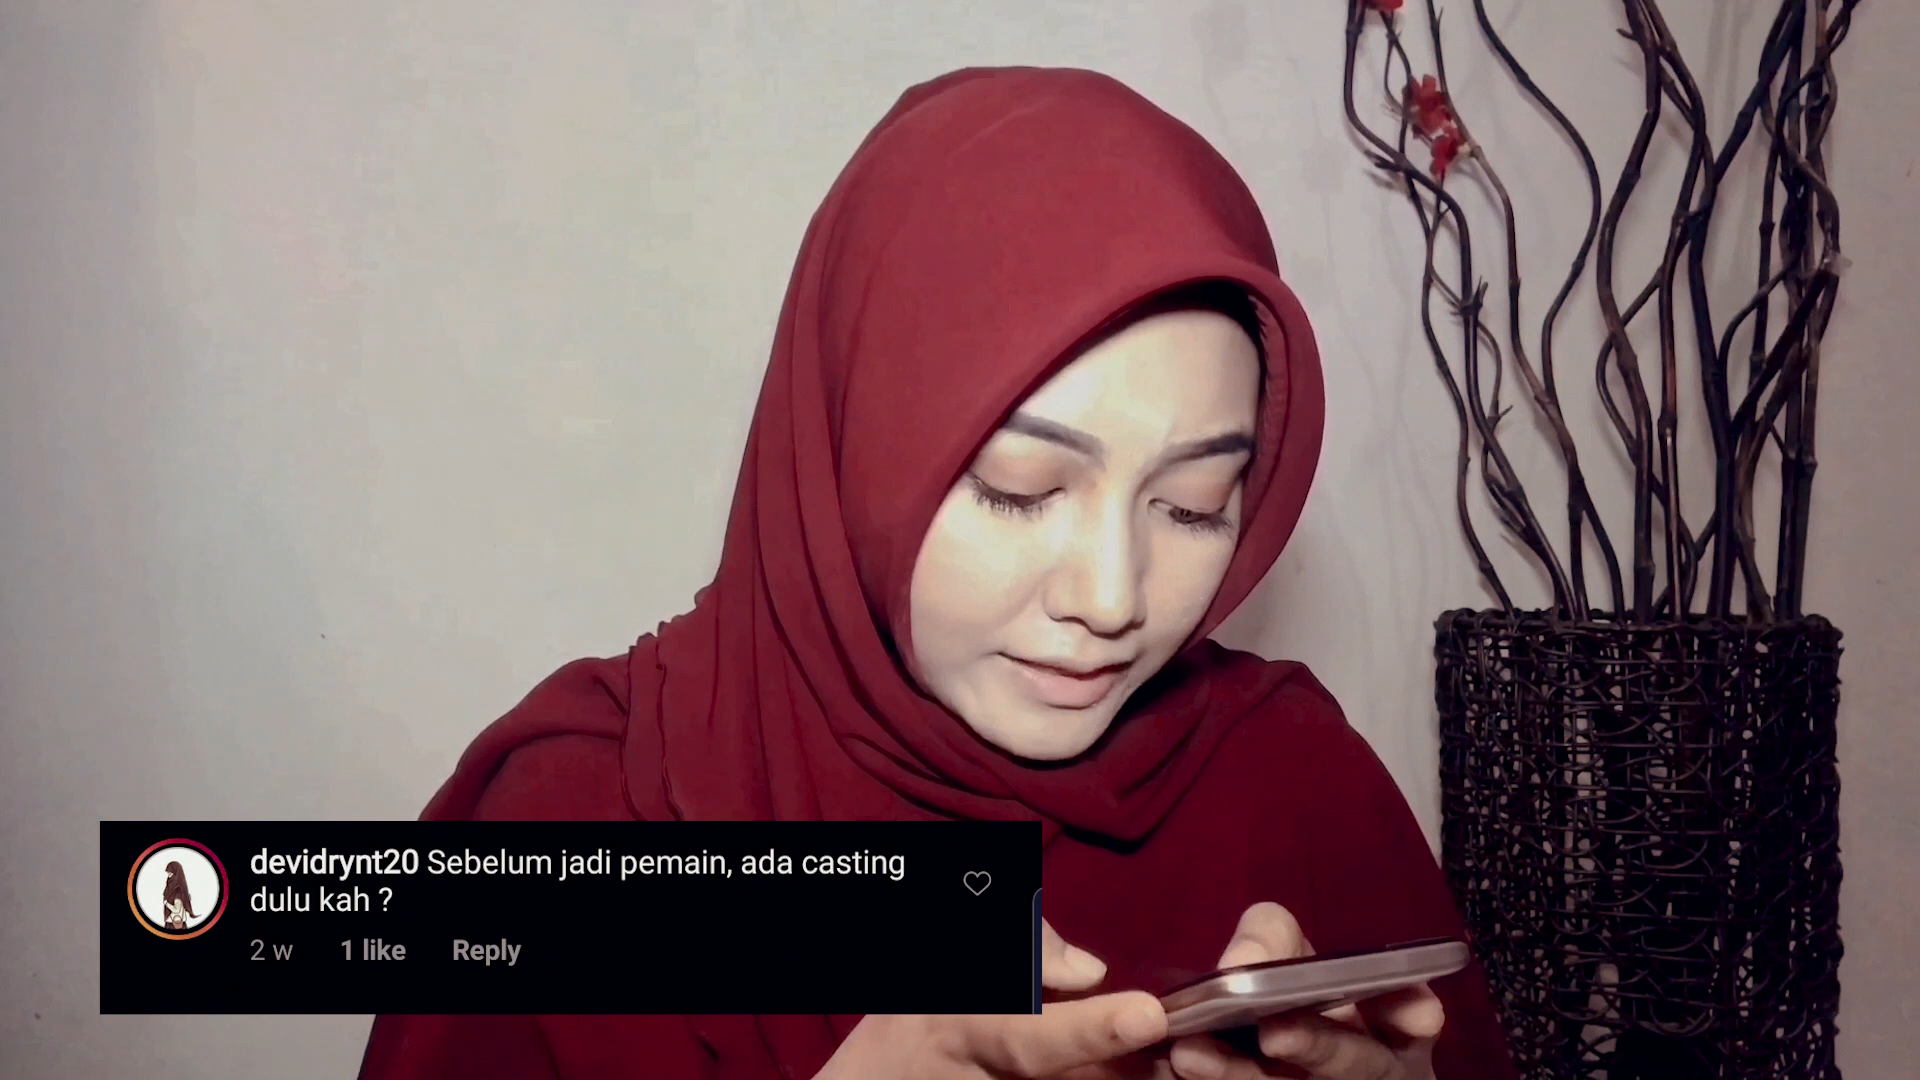 devidrynt20 Sebelum jadi pemain, ada casting
dulu kah ?
2 w 1 like Reply